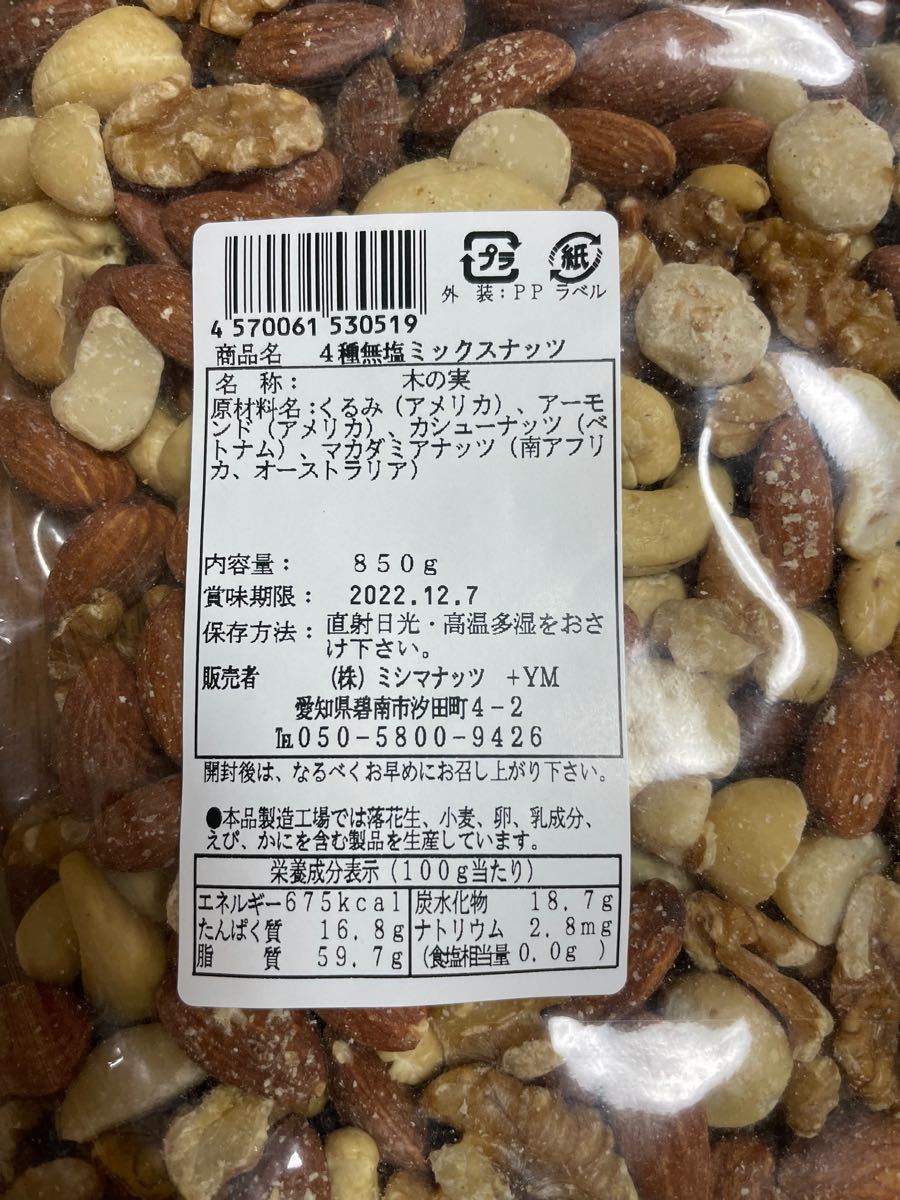 プラ 紙
外 装：PP ラベル
4 570061 530519
商品名 4種無塩ミックスナッツ
名 称： 木の実
原材料名：くるみ（アメリカ）、アーモ
ンド（アメリカ）、カシューナッツ（ベ
トナム）、マカダミアナッツ（南アフリ
カ、オーストラリア）
内容量： 850g
賞味期限： 2022.12.7
保存方法：直射日光・高温多湿をおさ
け下さい。
販売者 （株）ミシマナッツ +YM
愛知県碧南市汐田町4-2
℡050-5800-9426
開封後は、なるべくお早めにお召し上がり下さい。
●本品製造工場では落花生、小麦、卵、乳成分、
えび、かにを含む製品を生産しています。
栄養成分表示（100g当たり）
エネルギー675kcal 炭水化物 18.7g
たんぱく質 16.8g ナトリウム 2.8mg
脂 質 59.7g （食塩相当量 0.0g ）